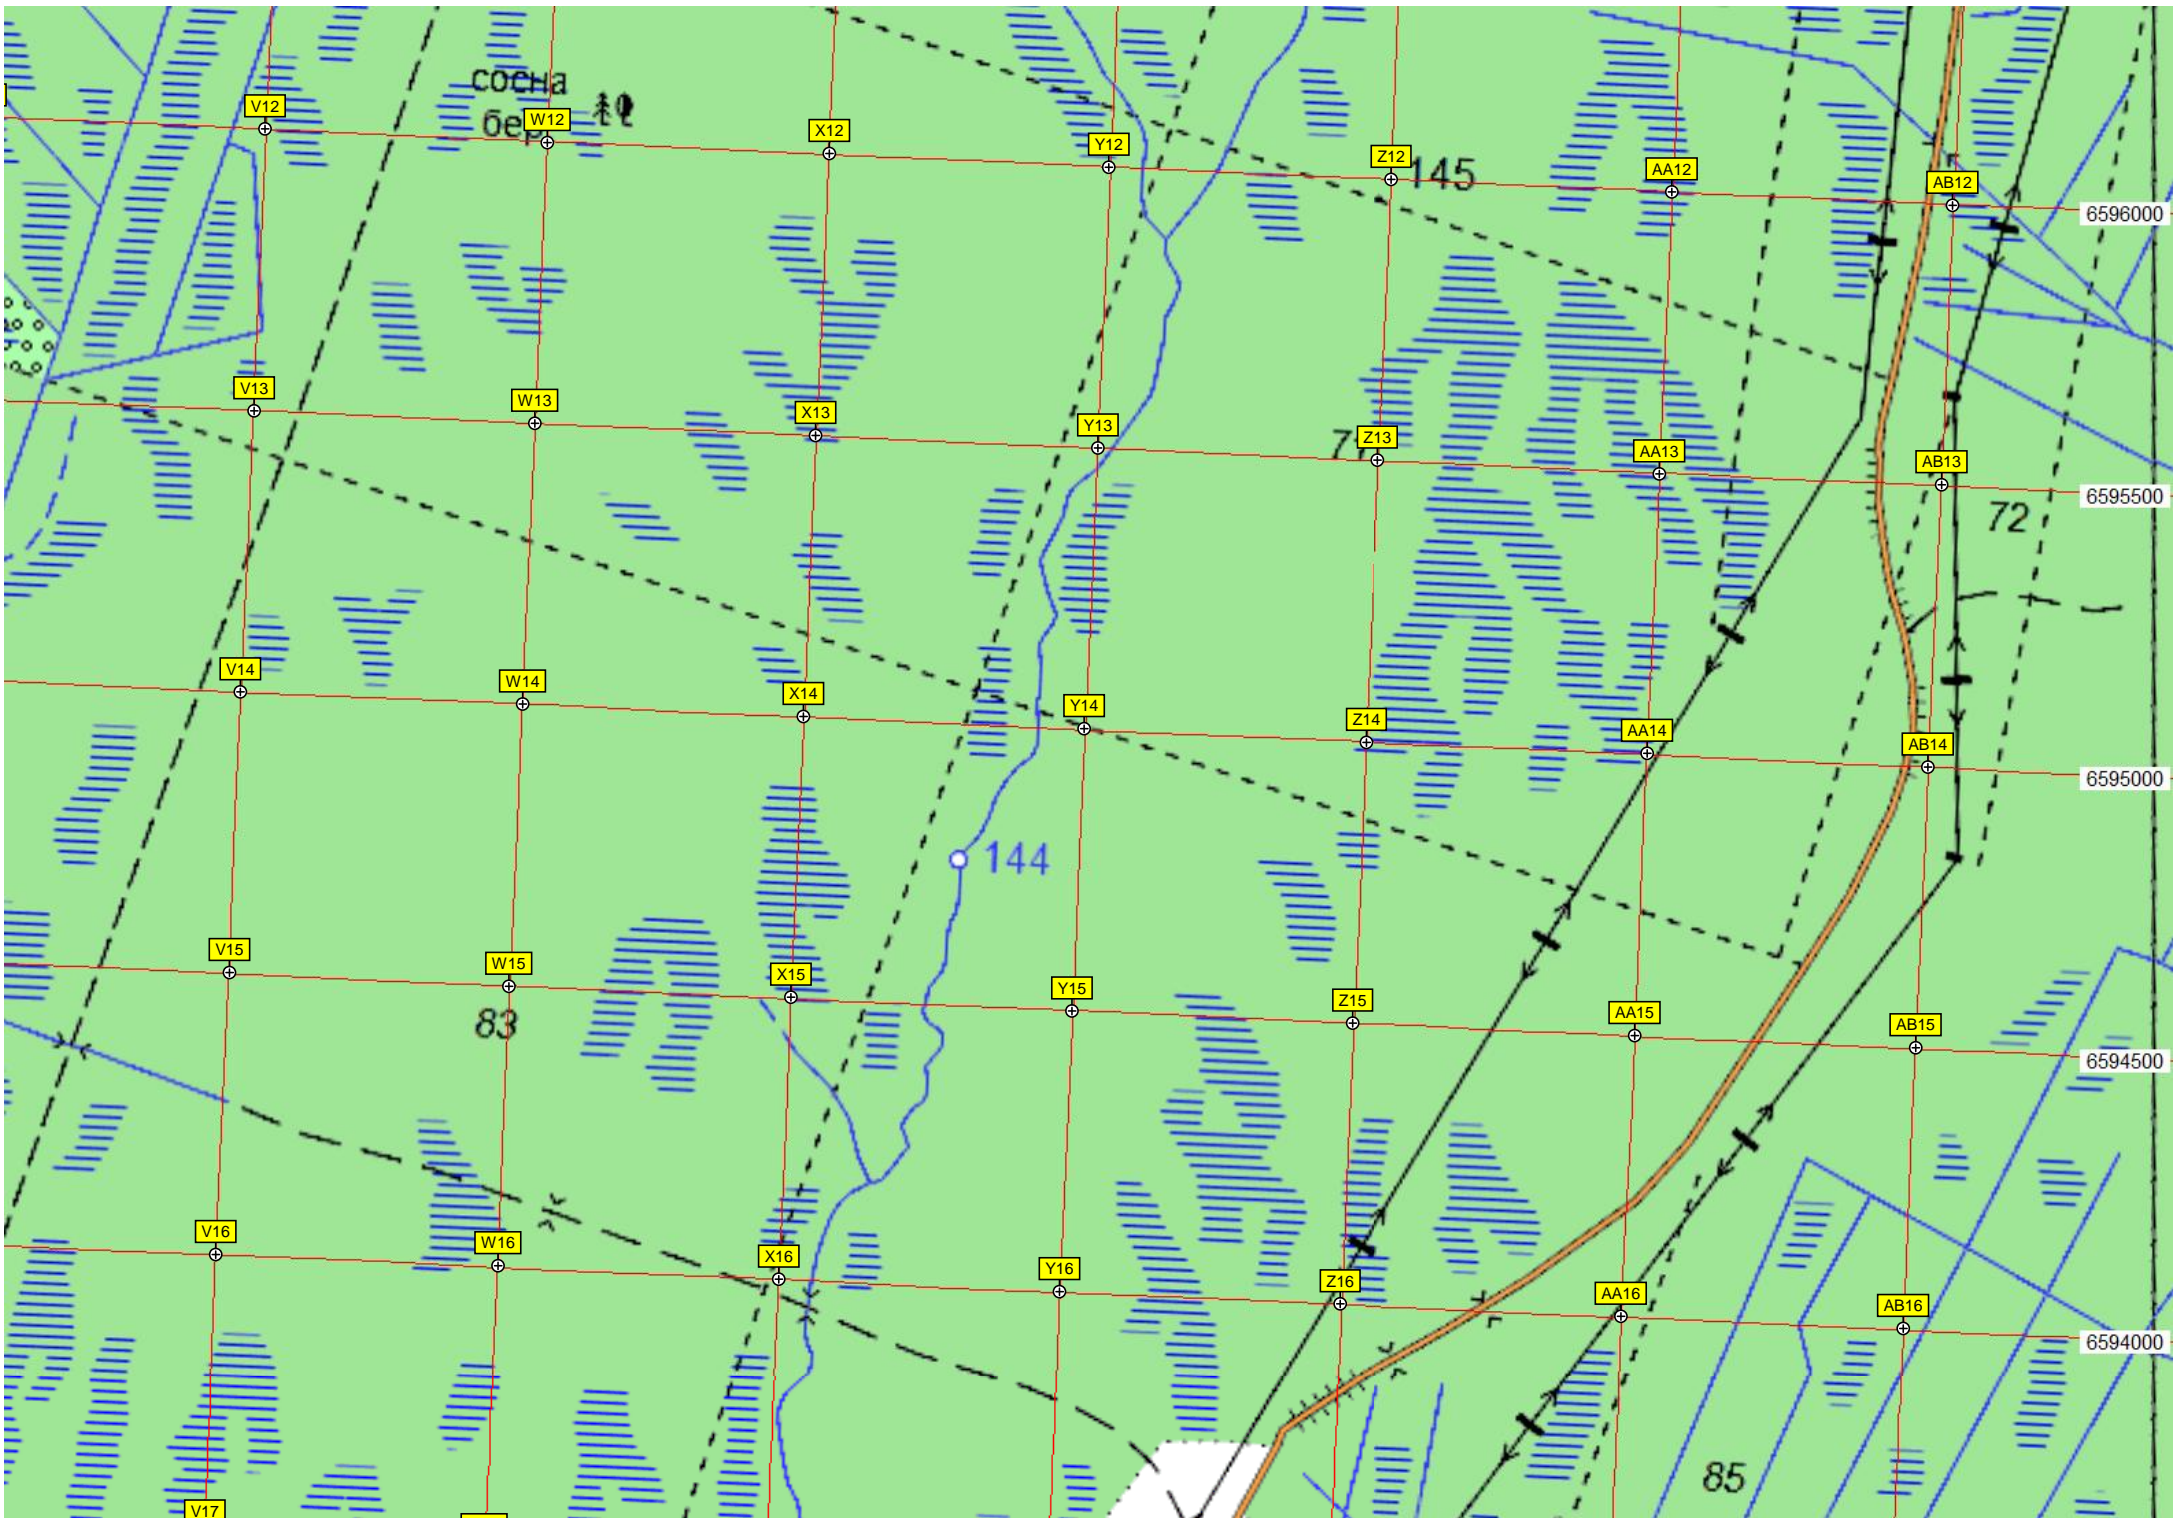 сосна
бер
V12
W12
X12
Y12
Z12
145
AA12
AB12
6596000
V13
W13
X13
Y13
Z13
AA13
AB13
6595500
72
V14
W14
X14
Y14
Z14
AA14
AB14
6595000
144
V15
W15
X15
Y15
Z15
AA15
AB15
83
6594500
V16
W16
X16
Y16
Z16
AA16
AB16
6594000
85
V17